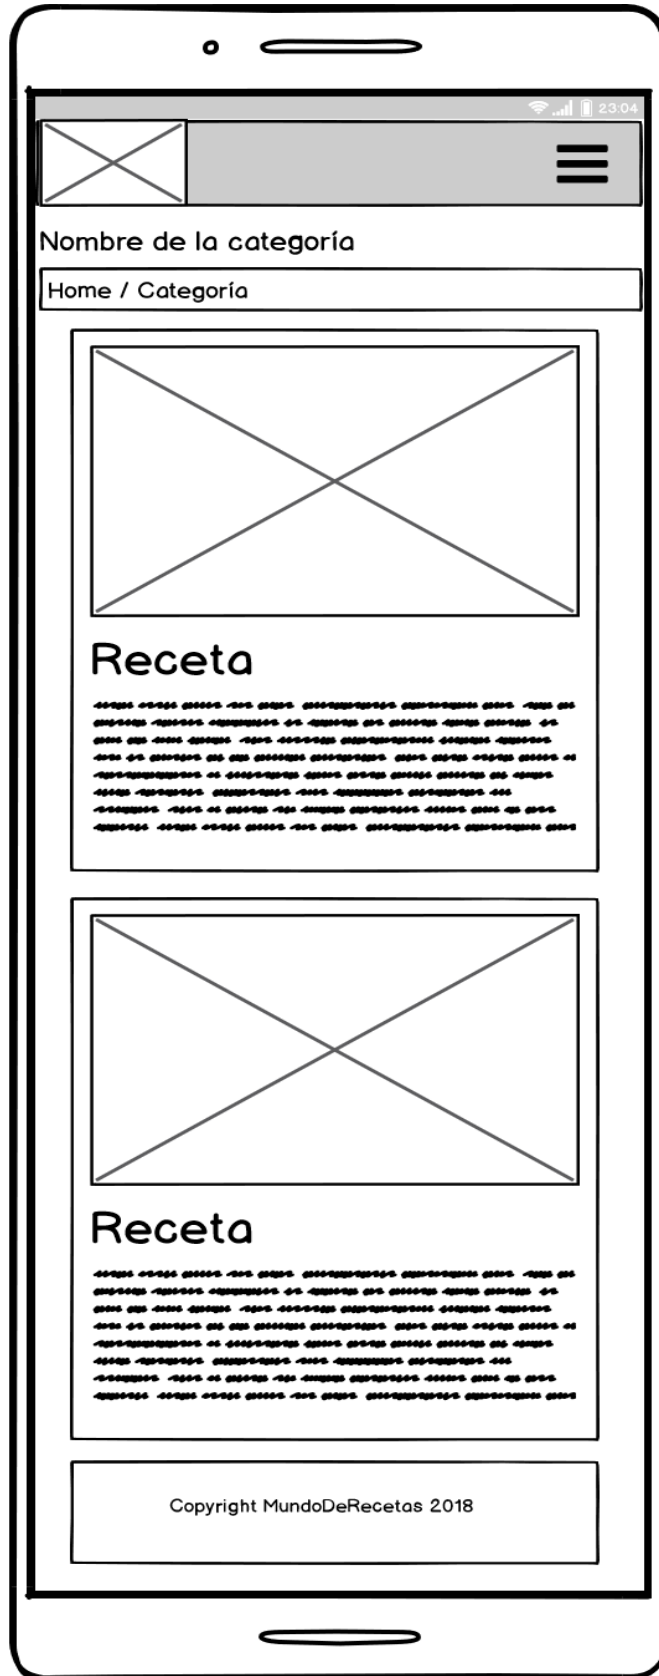 23:04
Nombre de la categoría
Home / Categoría
Receta
Receta
Copyright MundoDeRecetas 2018